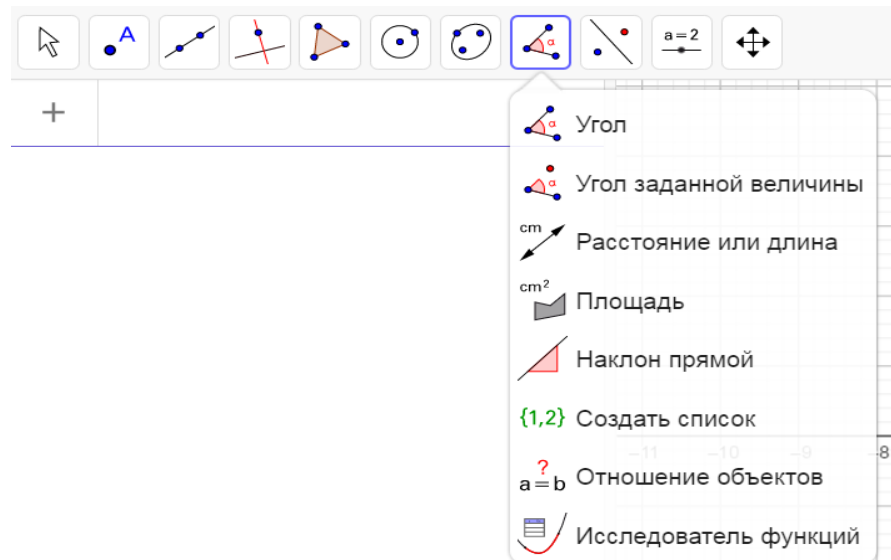 A
α
a = 2
+
α Угол
α Угол заданной величины
cm Расстояние или длина
cm² Площадь
Наклон прямой
{1,2} Создать список
-11 -10 -9 -8
a ? = b Отношение объектов
Исследователь функций